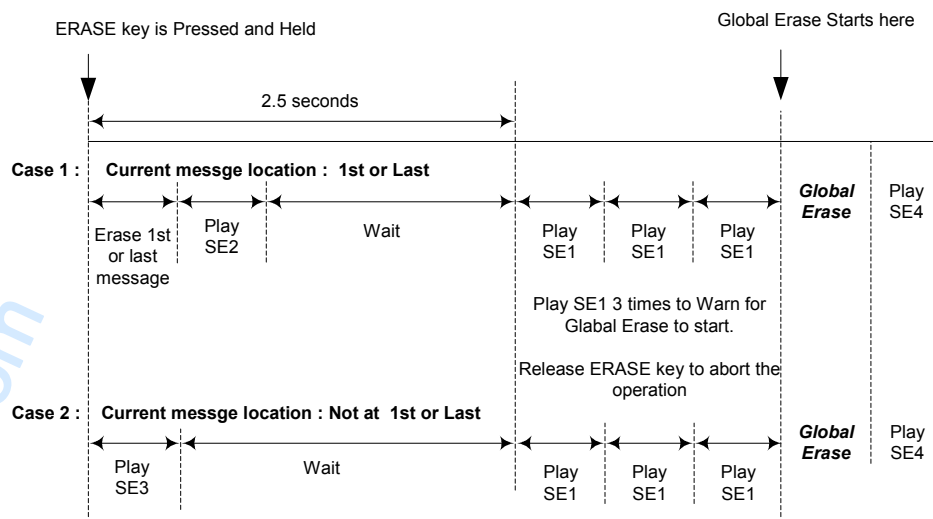 ERASE key is Pressed and Held
Global Erase Starts here
2.5 seconds
Case 1 : Current messge location : 1st or Last
Erase 1st
or last
message
Play
SE2
Wait
Play
SE1
Play
SE1
Play
SE1
Global
Erase
Play
SE4
Play SE1 3 times to Warn for
Glabal Erase to start.
Release ERASE key to abort the
operation
Case 2 : Current messge location : Not at 1st or Last
Play
SE3
Wait
Play
SE1
Play
SE1
Play
SE1
Global
Erase
Play
SE4
om